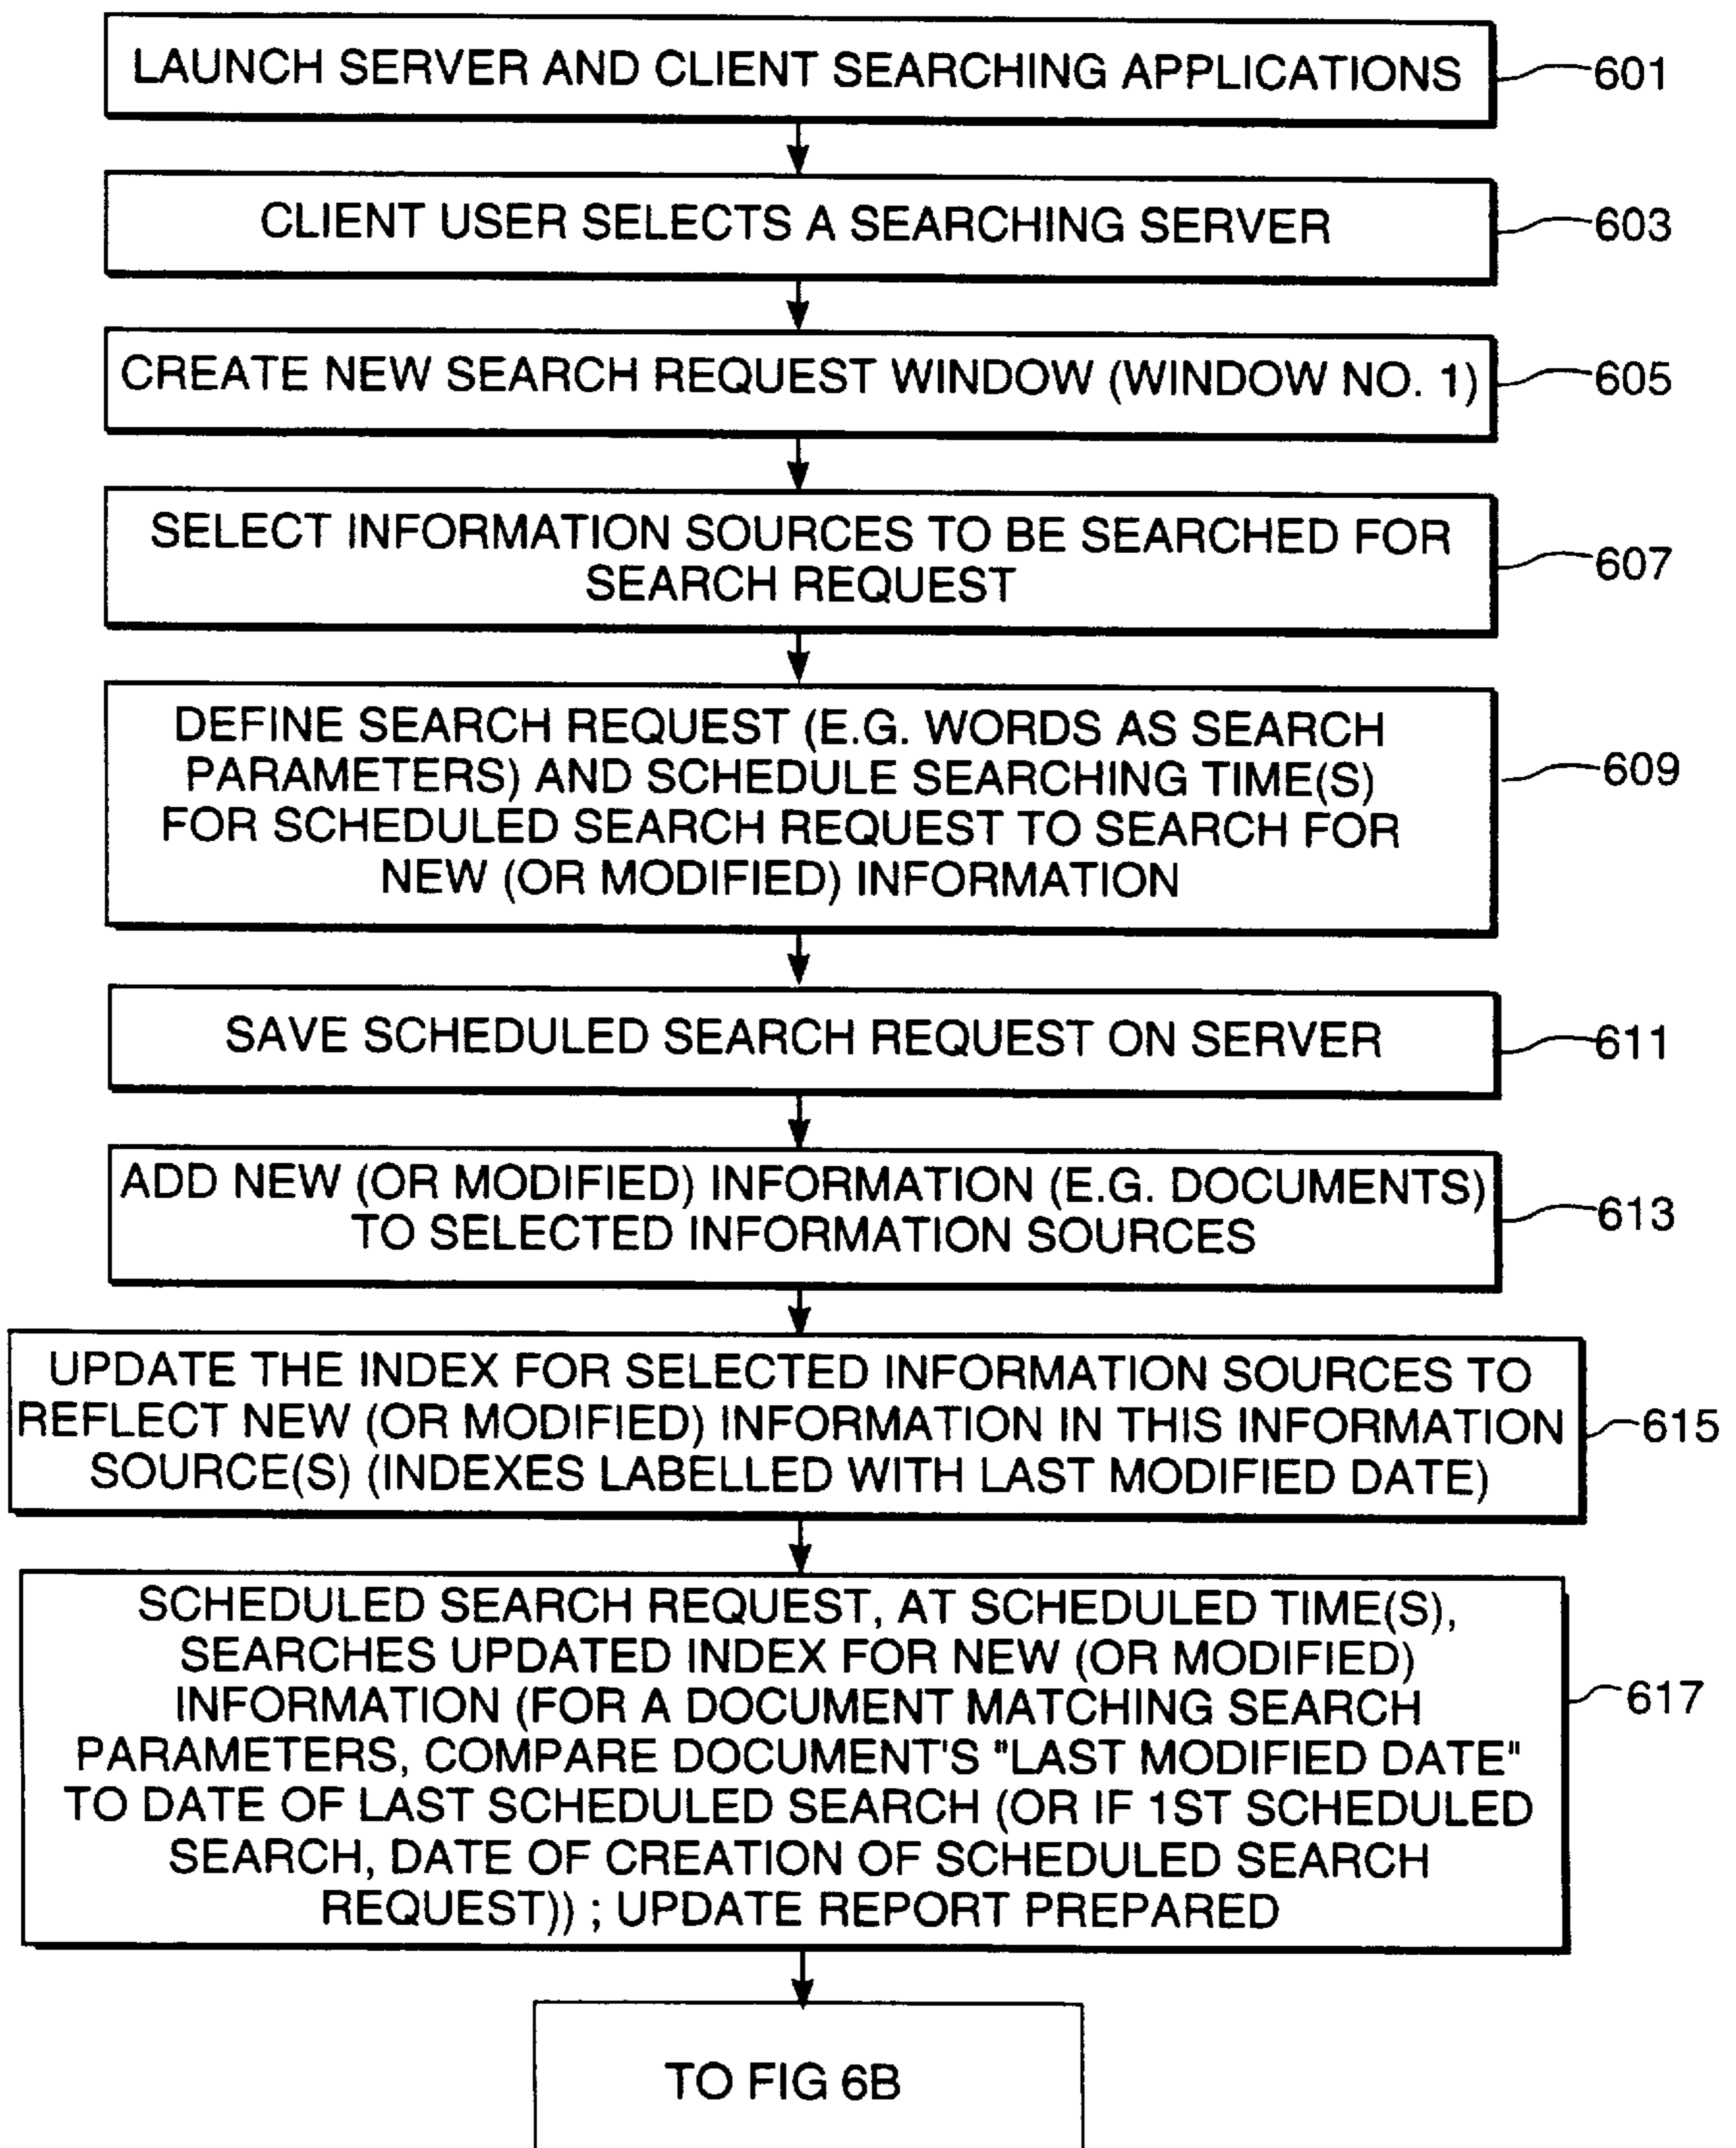 LAUNCH SERVER AND CLIENT SEARCHING APPLICATIONS
601
CLIENT USER SELECTS A SEARCHING SERVER
603
CREATE NEW SEARCH REQUEST WINDOW (WINDOW NO. 1)
605
SELECT INFORMATION SOURCES TO BE SEARCHED FOR
SEARCH REQUEST
607
DEFINE SEARCH REQUEST (E.G. WORDS AS SEARCH
PARAMETERS) AND SCHEDULE SEARCHING TIME(S)
FOR SCHEDULED SEARCH REQUEST TO SEARCH FOR
NEW (OR MODIFIED) INFORMATION
609
SAVE SCHEDULED SEARCH REQUEST ON SERVER
611
ADD NEW (OR MODIFIED) INFORMATION (E.G. DOCUMENTS)
TO SELECTED INFORMATION SOURCES
613
UPDATE THE INDEX FOR SELECTED INFORMATION SOURCES TO
REFLECT NEW (OR MODIFIED) INFORMATION IN THIS INFORMATION
SOURCE(S) (INDEXES LABELLED WITH LAST MODIFIED DATE)
615
SCHEDULED SEARCH REQUEST, AT SCHEDULED TIME(S),
SEARCHES UPDATED INDEX FOR NEW (OR MODIFIED)
INFORMATION (FOR A DOCUMENT MATCHING SEARCH
PARAMETERS, COMPARE DOCUMENT'S "LAST MODIFIED DATE"
TO DATE OF LAST SCHEDULED SEARCH (OR IF 1ST SCHEDULED
SEARCH, DATE OF CREATION OF SCHEDULED SEARCH
REQUEST)) ; UPDATE REPORT PREPARED
617
TO FIG 6B